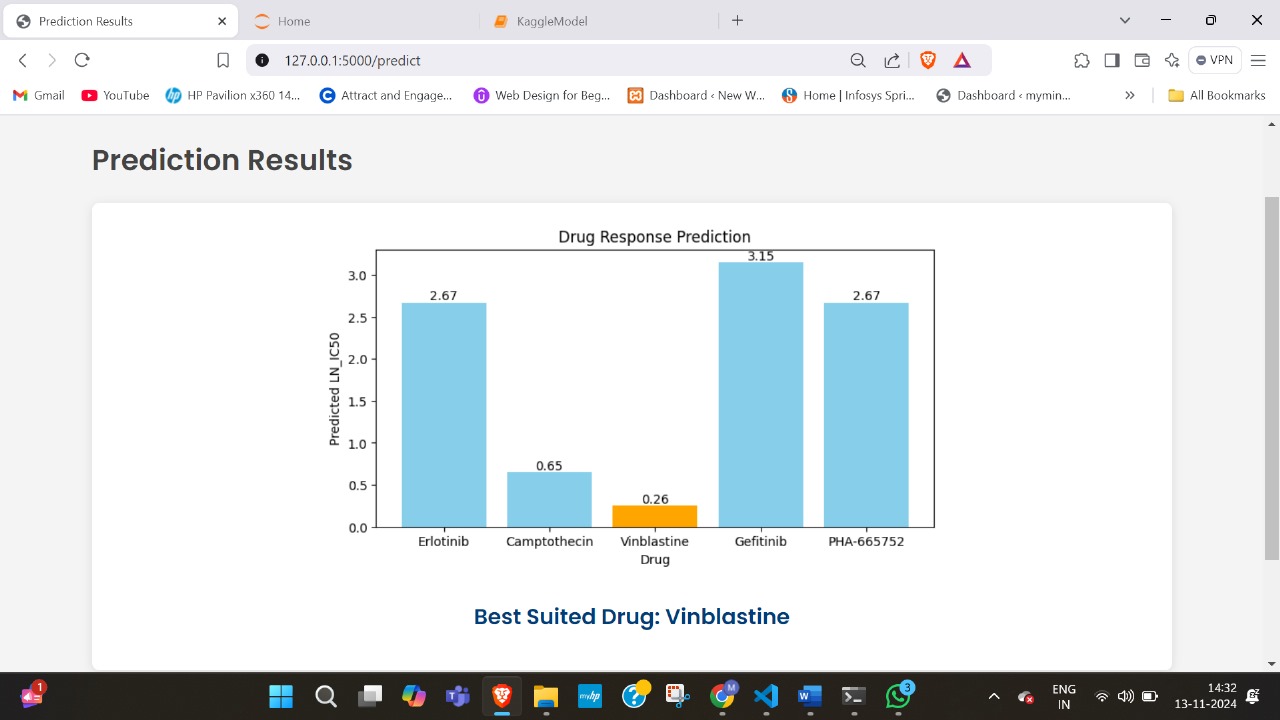 Prediction Results
Home
KaggleModel
127.0.0.1:5000/predict
VPN
Gmail
YouTube
HP Pavilion x360 14...
Attract and Engage...
Web Design for Beg...
Dashboard ‹ New W...
Home | Infosys Spri...
Dashboard ‹ mymin...
»
All Bookmarks
Prediction Results
Drug Response Prediction
Predicted LN_IC50
3.0
2.5
2.0
1.5
1.0
0.5
0.0
2.67
0.65
0.26
3.15
2.67
Erlotinib
Camptothecin
Vinblastine
Gefitinib
PHA-665752
Drug
Best Suited Drug: Vinblastine
1
myhp
M
3
ENG
IN
14:32
13-11-2024